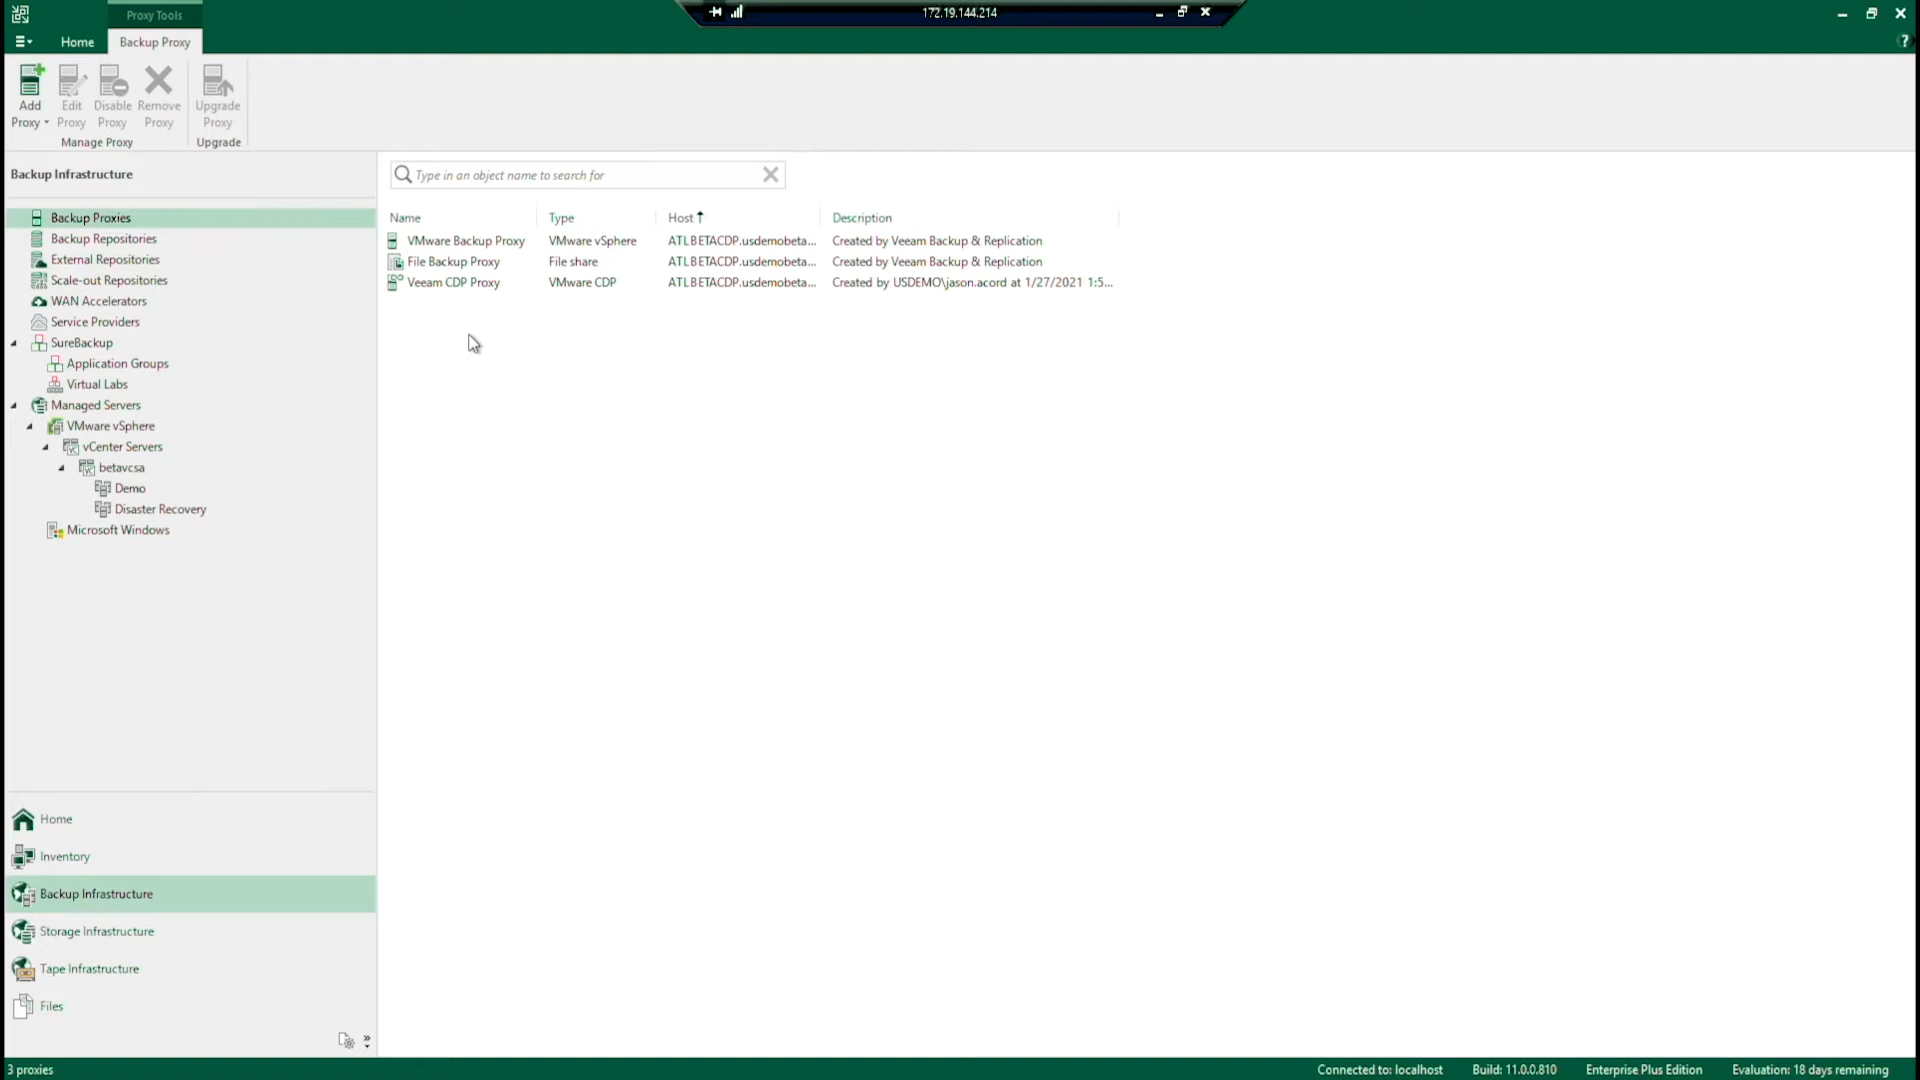 Proxy Tools
172.19.144.214
Home
Backup Proxy
?
Add Proxy
Edit Proxy
Disable Proxy
Remove Proxy
Upgrade Proxy
Manage Proxy
Upgrade
Backup Infrastructure
Type in an object name to search for
Backup Proxies
Backup Repositories
External Repositories
Scale-out Repositories
WAN Accelerators
Service Providers
SureBackup
Application Groups
Virtual Labs
Managed Servers
VMware vSphere
vCenter Servers
betavcsa
Demo
Disaster Recovery
Microsoft Windows
Name Type Host Description
VMware Backup Proxy VMware vSphere ATLBETACDP.usdemobeta... Created by Veeam Backup & Replication
File Backup Proxy File share ATLBETACDP.usdemobeta... Created by Veeam Backup & Replication
Veeam CDP Proxy VMware CDP ATLBETACDP.usdemobeta... Created by USDEMO\jason.acord at 1/27/2021 1:5...
Home
Inventory
Backup Infrastructure
Storage Infrastructure
Tape Infrastructure
Files
3 proxies
Connected to: localhost Build: 11.0.0.810 Enterprise Plus Edition Evaluation: 18 days remaining